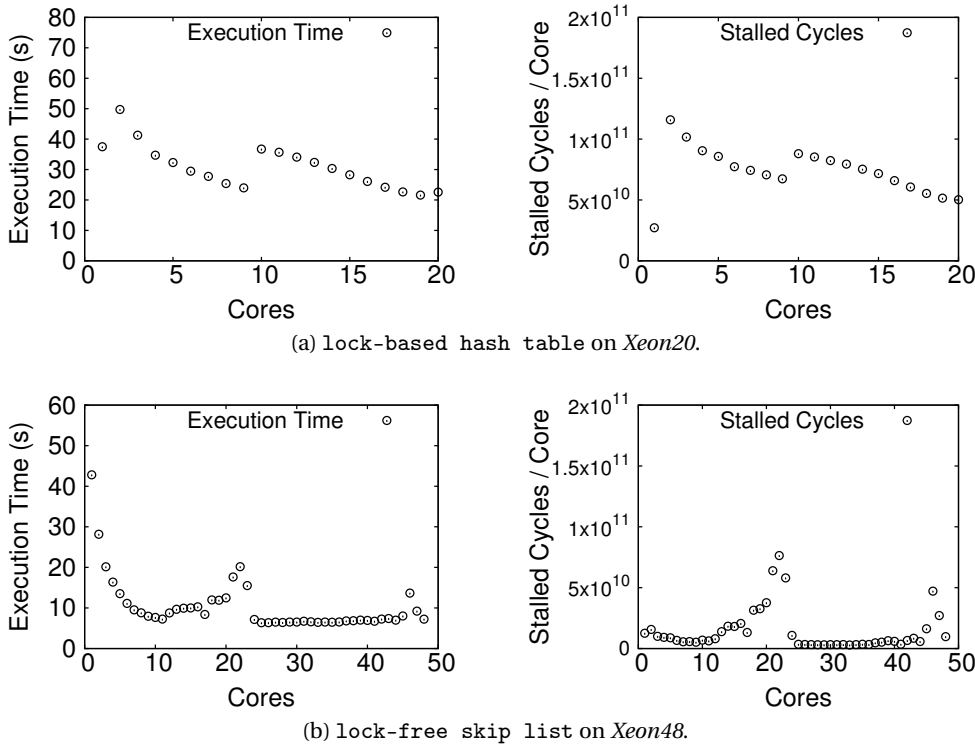 Execution Time (s)
80
70
60
50
40
30
20
10
0
Execution Time
0 5 10 15 20
Cores
Stalled Cycles / Core
2x10^11
1.5x10^11
1x10^11
5x10^10
0
Stalled Cycles
0 5 10 15 20
Cores
(a) lock-based hash table on Xeon20.
Execution Time (s)
60
50
40
30
20
10
0
Execution Time
0 10 20 30 40 50
Cores
Stalled Cycles / Core
2x10^11
1.5x10^11
1x10^11
5x10^10
0
Stalled Cycles
0 10 20 30 40 50
Cores
(b) lock-free skip list on Xeon48.